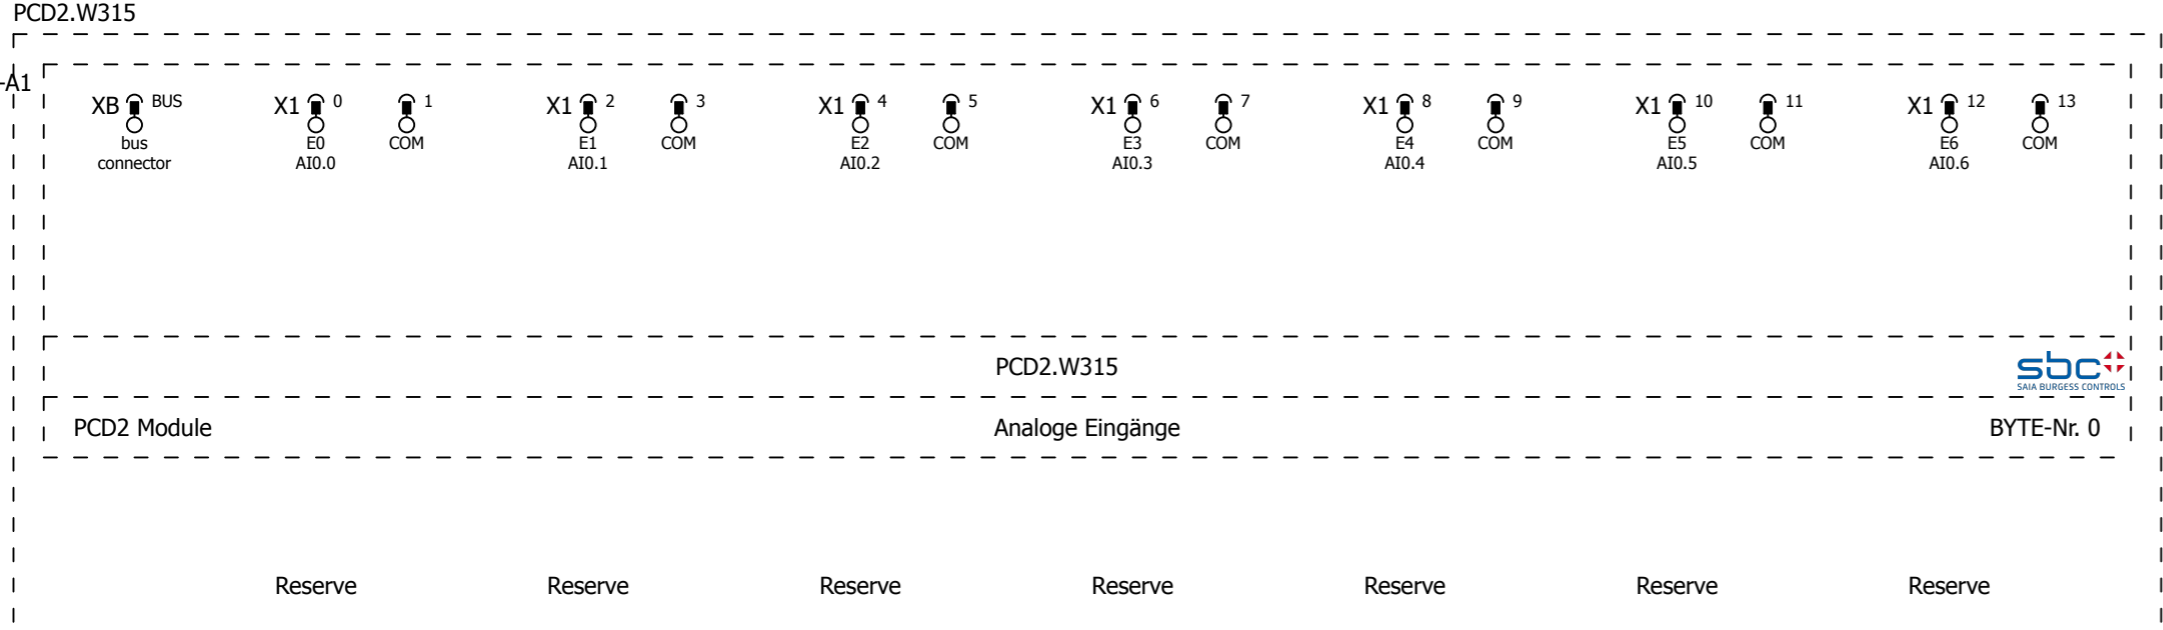 PCD2.W315
-A1
XB BUS X1 0 1 X1 2 3 X1 4 5 X1 6 7 X1 8 9 X1 10 11 X1 12 13
bus E0 COM E1 COM E2 COM E3 COM E4 COM E5 COM E6 COM
connector AI0.0 AI0.1 AI0.2 AI0.3 AI0.4 AI0.5 AI0.6
PCD2.W315
sbc
SAIA BURGESS CONTROLS
PCD2 Module Analoge Eingänge BYTE-Nr. 0
Reserve Reserve Reserve Reserve Reserve Reserve Reserve